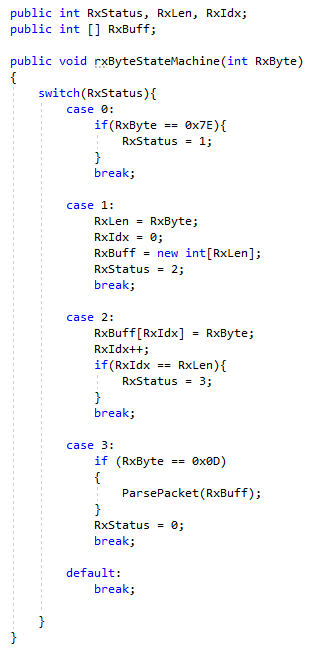 public int RxStatus, RxLen, RxIdx;
public int [] RxBuff;
public void rxByteStateMachine(int RxByte)
{
switch(RxStatus){
case 0:
if(RxByte == 0x7E){
RxStatus = 1;
}
break;
case 1:
RxLen = RxByte;
RxIdx = 0;
RxBuff = new int[RxLen];
RxStatus = 2;
break;
case 2:
RxBuff[RxIdx] = RxByte;
RxIdx++;
if(RxIdx == RxLen){
RxStatus = 3;
}
break;
case 3:
if (RxByte == 0x0D)
{
ParsePacket(RxBuff);
}
RxStatus = 0;
break;
default:
break;
}
}